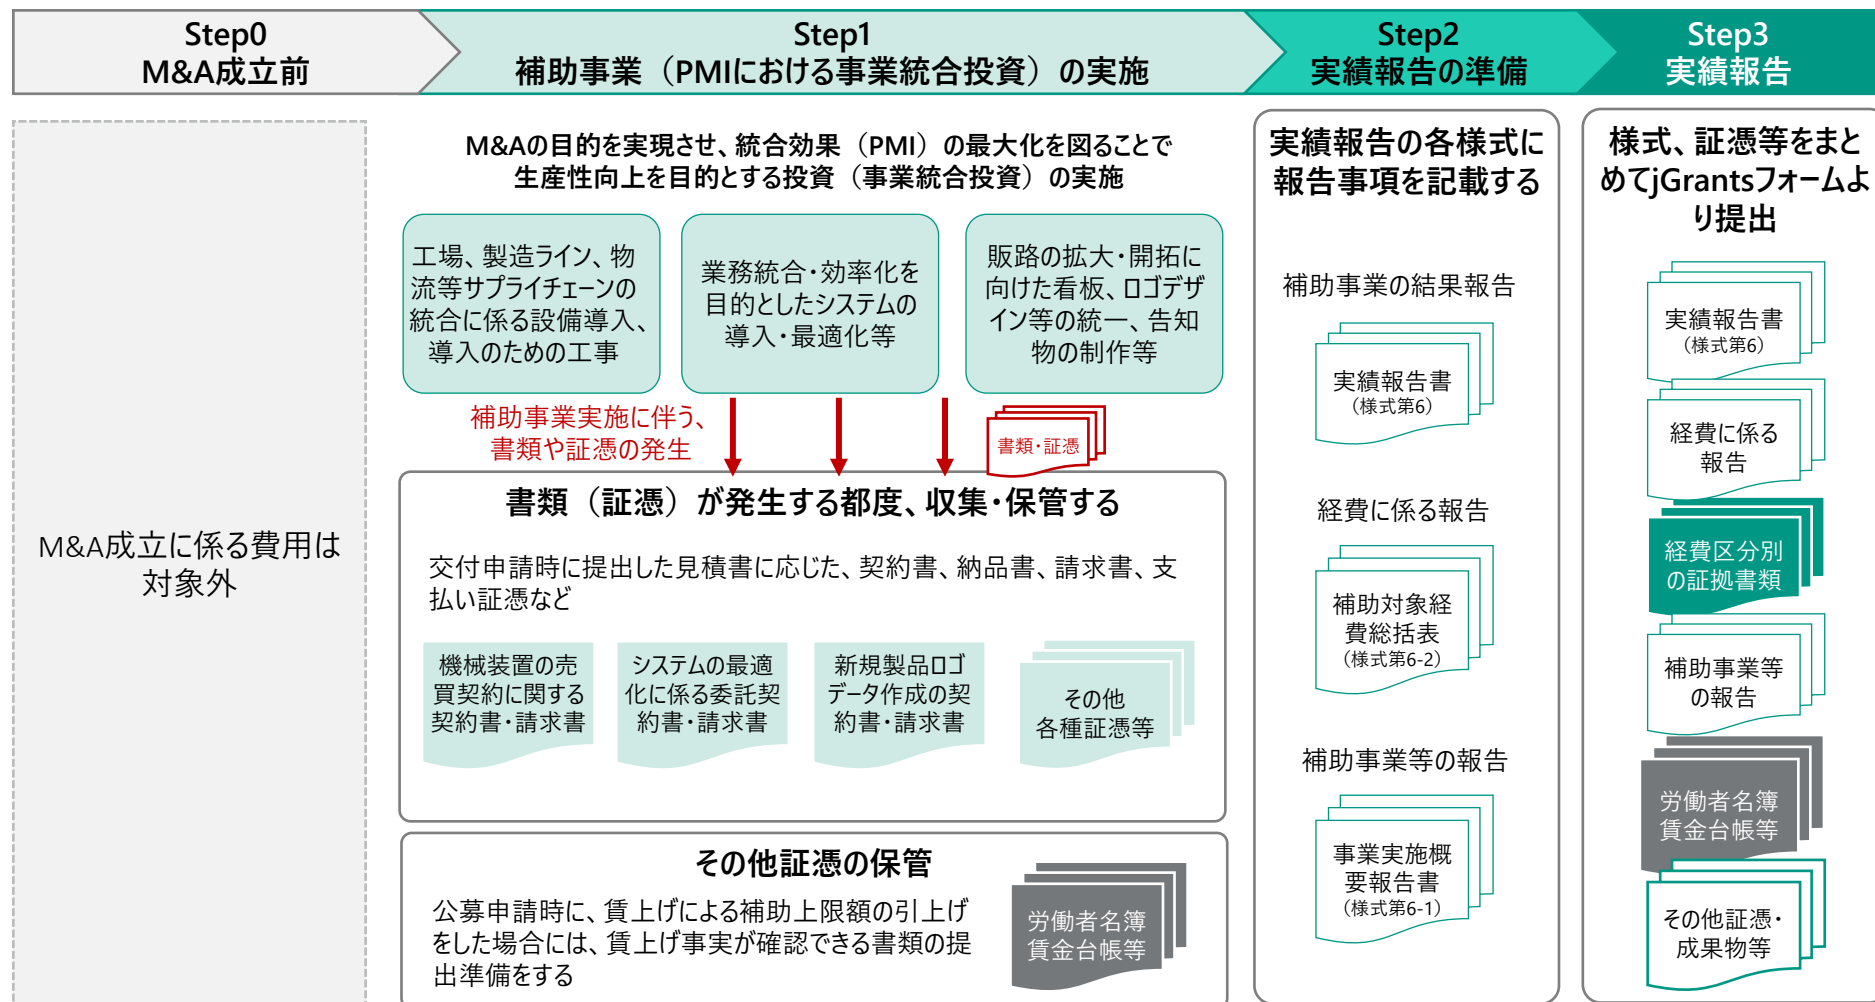 Step0
M&A成立前
Step1
補助事業（PMIにおける事業統合投資）の実施
Step2
実績報告の準備
Step3
実績報告
M&A成立に係る費用は
対象外
M&Aの目的を実現させ、統合効果（PMI）の最大化を図ることで
生産性向上を目的とする投資（事業統合投資）の実施
工場、製造ライン、物
流等サプライチェーンの
統合に係る設備導入、
導入のための工事
業務統合・効率化を
目的としたシステムの
導入・最適化等
販路の拡大・開拓に
向けた看板、ロゴデザ
イン等の統一、告知
物の制作等
補助事業実施に伴う、
書類や証憑の発生
書類・証憑
書類（証憑）が発生する都度、収集・保管する
交付申請時に提出した見積書に応じた、契約書、納品書、請求書、支
払い証憑など
機械装置の売
買契約に関する
契約書・請求書
システムの最適
化に係る委託契
約書・請求書
新規製品ロゴ
データ作成の契
約書・請求書
その他
各種証憑等
その他証憑の保管
公募申請時に、賃上げによる補助上限額の引上げ
をした場合には、賃上げ事実が確認できる書類の提
出準備をする
労働者名簿
賃金台帳等
実績報告の各様式に
報告事項を記載する
補助事業の結果報告
実績報告書
（様式第6）
経費に係る報告
補助対象経
費総括表
（様式第6-2）
補助事業等の報告
事業実施概
要報告書
（様式第6-1）
様式、証憑等をまと
めてjGrantsフォームよ
り提出
実績報告書
（様式第6）
経費に係る
報告
経費区分別
の証拠書類
補助事業等
の報告
労働者名簿
賃金台帳等
その他証憑・
成果物等